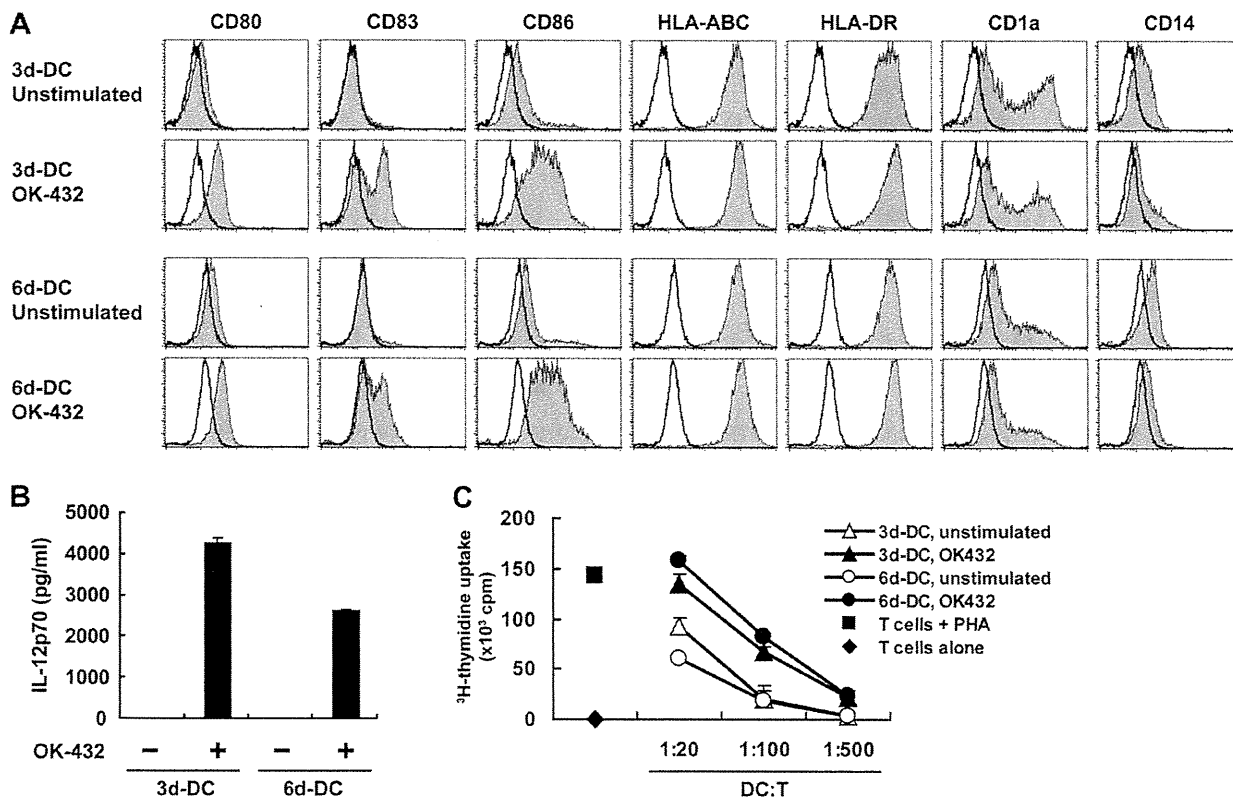 A
CD80 CD83 CD86 HLA-ABC HLA-DR CD1a CD14
3d-DC
Unstimulated
3d-DC
OK-432
6d-DC
Unstimulated
6d-DC
OK-432
B
IL-12p70 (pg/ml)
5000
4000
3000
2000
1000
0
OK-432 − + − +
3d-DC 6d-DC
C
³H-thymidine uptake
(x10³ cpm)
200
150
100
50
0
1:20 1:100 1:500
DC:T
3d-DC, unstimulated
3d-DC, OK432
6d-DC, unstimulated
6d-DC, OK432
T cells + PHA
T cells alone